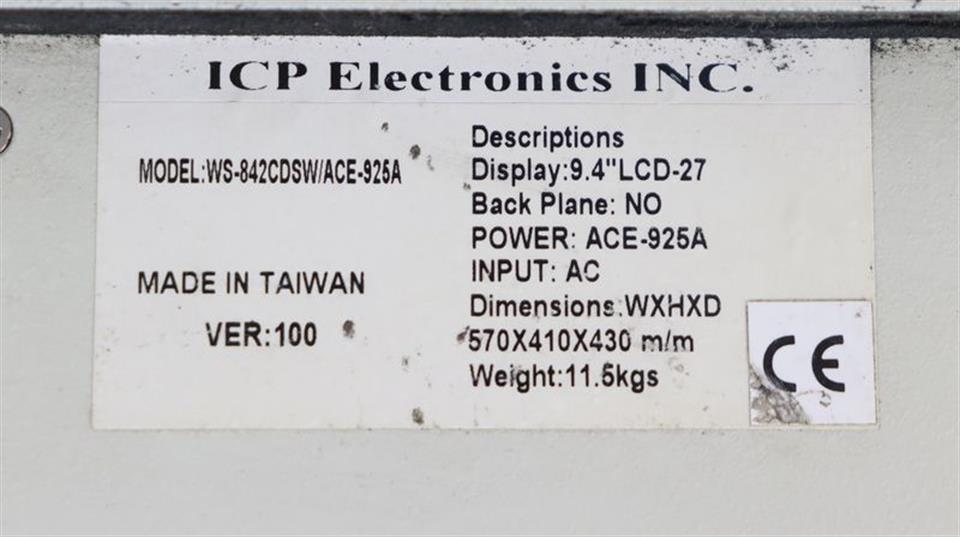 ICP Electronics INC.
MODEL:WS-842CDSW/ACE-925A
MADE IN TAIWAN
VER:100
Descriptions
Display:9.4"LCD-27
Back Plane: NO
POWER: ACE-925A
INPUT: AC
Dimensions:WXHXD
570X410X430 m/m
Weight:11.5kgs
CE